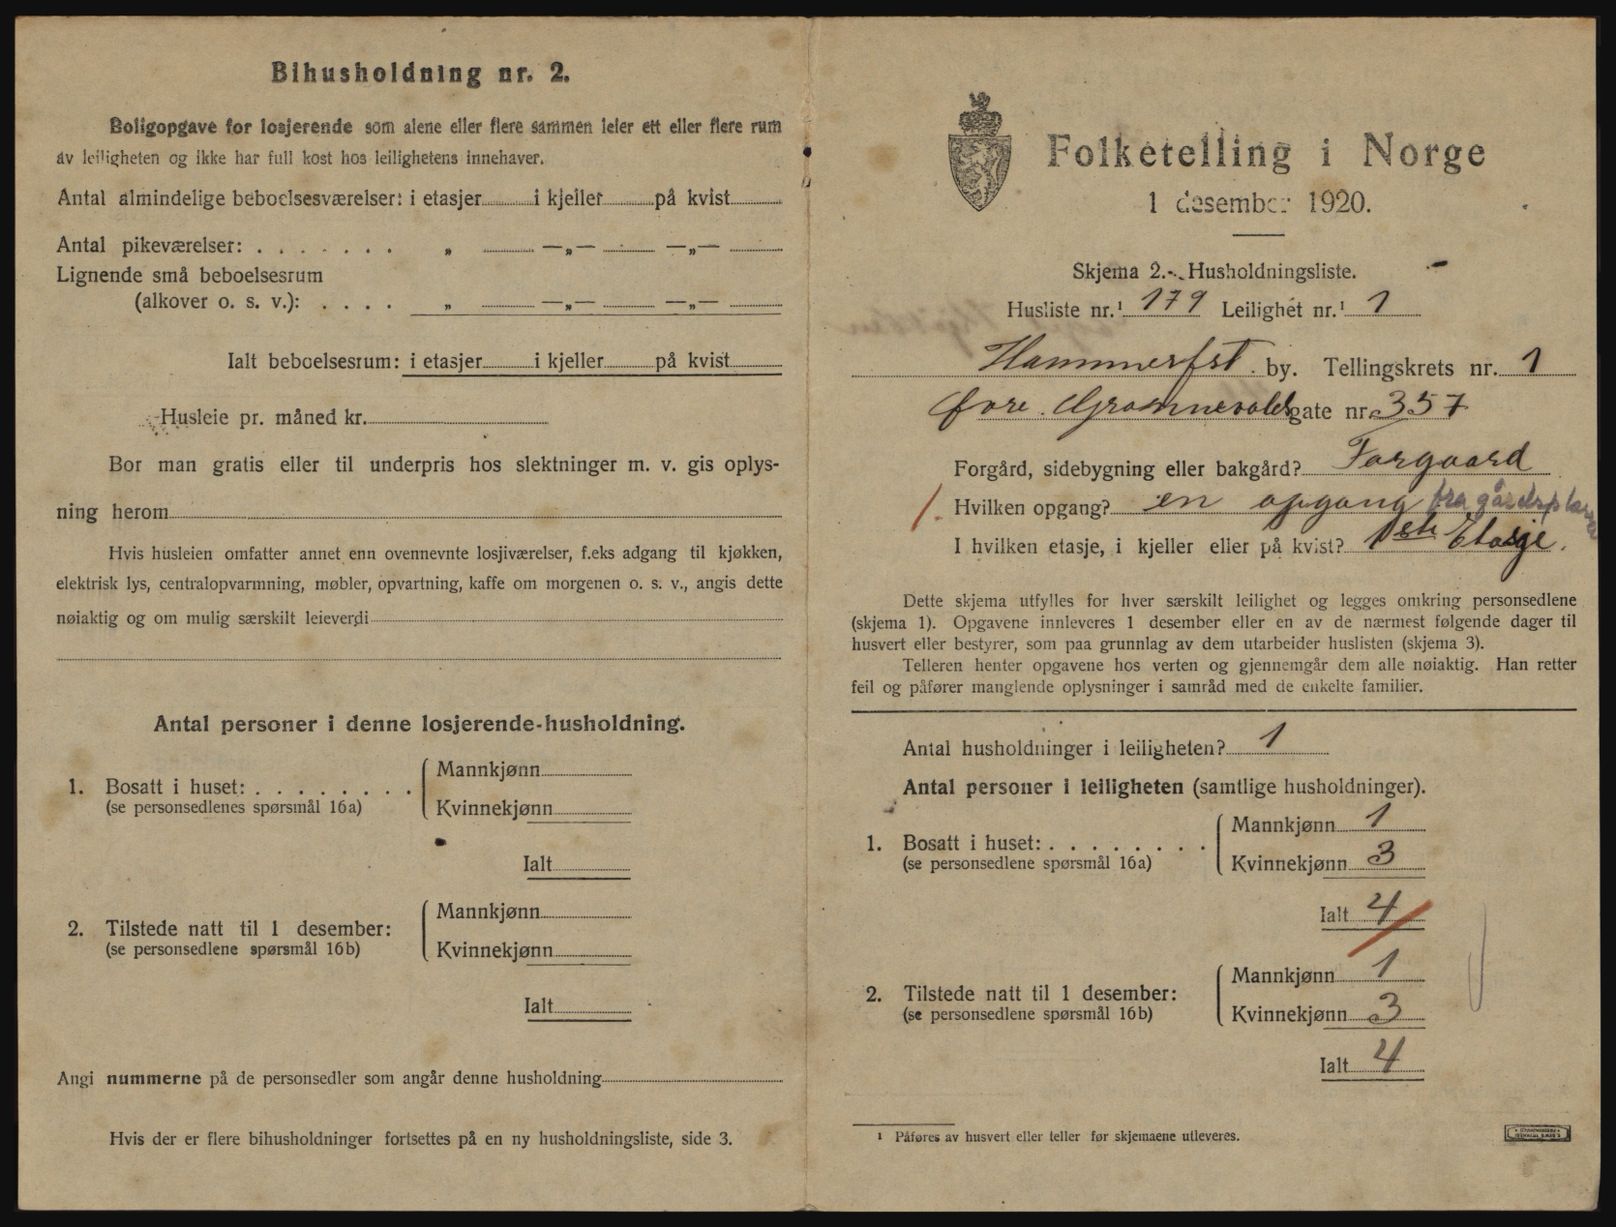 Bihusholdning nr. 2.
Boligopgave for losjerende som alene eller flere sammen leier ett eller flere rum
av leiligheten og ikke har full kost hos leilighetens innehaver.
Antal almindelige beboelsesværelser: i etasjer i kjeller på kvist
Antal pikeværelser: . . . . . . . „ —„— —„—
Lignende små beboelsesrum
(alkover o. s. v.): . . . . „ —„— —„—
Ialt beboelsesrum: i etasjer i kjeller på kvist
Husleie pr. måned kr.
Bor man gratis eller til underpris hos slektninger m. v. gis oplys-
ning herom
Hvis husleien omfatter annet enn ovennevnte losjiværelser, f.eks adgang til kjøkken,
elektrisk lys, centralopvarmning, møbler, opvartning, kaffe om morgenen o. s. v., angis dette
nøiaktig og om mulig særskilt leieverdi
Antal personer i denne losjerende-husholdning.
1. Bosatt i huset: . . . . . . . .
(se personsedlenes spørsmål 16a)
Mannkjønn
Kvinnekjønn
Ialt
2. Tilstede natt til 1 desember:
(se personsedlene spørsmål 16b)
Mannkjønn
Kvinnekjønn
Ialt
Angi nummerne på de personsedler som angår denne husholdning
Hvis der er flere bihusholdninger fortsettes på en ny husholdningsliste, side 3.
Folketelling i Norge
1 desember 1920.
Skjema 2. - Husholdningsliste.
Husliste nr.¹ 179 Leilighet nr.¹ 1
Hammerfst. by. Tellingskrets nr. 1
Øvre. Grønnevoldsgate nr. 357
Forgård, sidebygning eller bakgård? Forgaard
1. Hvilken opgang? en opgang fra gårdsplassen
I hvilken etasje, i kjeller eller på kvist? 1ste Etasje.
Dette skjema utfylles for hver særskilt leilighet og legges omkring personsedlene
(skjema 1). Opgavene innleveres 1 desember eller en av de nærmest følgende dager til
husvert eller bestyrer, som paa grunnlag av dem utarbeider huslisten (skjema 3).
Telleren henter opgavene hos verten og gjennemgår dem alle nøiaktig. Han retter
feil og påfører manglende oplysninger i samråd med de enkelte familier.
Antal husholdninger i leiligheten? 1
Antal personer i leiligheten (samtlige husholdninger).
1. Bosatt i huset: . . . . . . . .
(se personsedlene spørsmål 16a)
Mannkjønn 1
Kvinnekjønn 3
Ialt 4
2. Tilstede natt til 1 desember:
(se personsedlene spørsmål 16b)
Mannkjønn 1
Kvinnekjønn 3
Ialt 4
¹ Påføres av husvert eller teller før skjemaene utleveres.